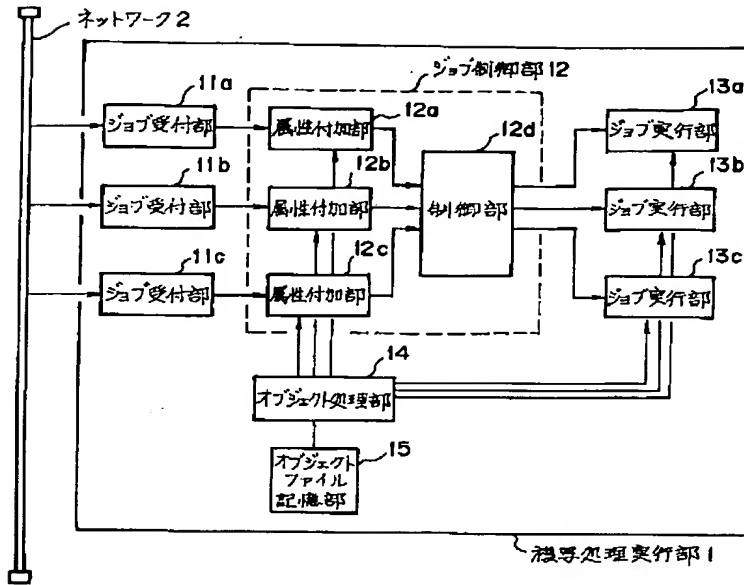 ネットワーク2
ジョブ制御部12
11a
ジョブ受付部
12a
属性付加部
12d
制御部
13a
ジョブ実行部
11b
ジョブ受付部
12b
属性付加部
13b
ジョブ実行部
11c
ジョブ受付部
12c
属性付加部
13c
ジョブ実行部
14
オブジェクト処理部
15
オブジェクト
ファイル
記憶部
複写処理実行部1